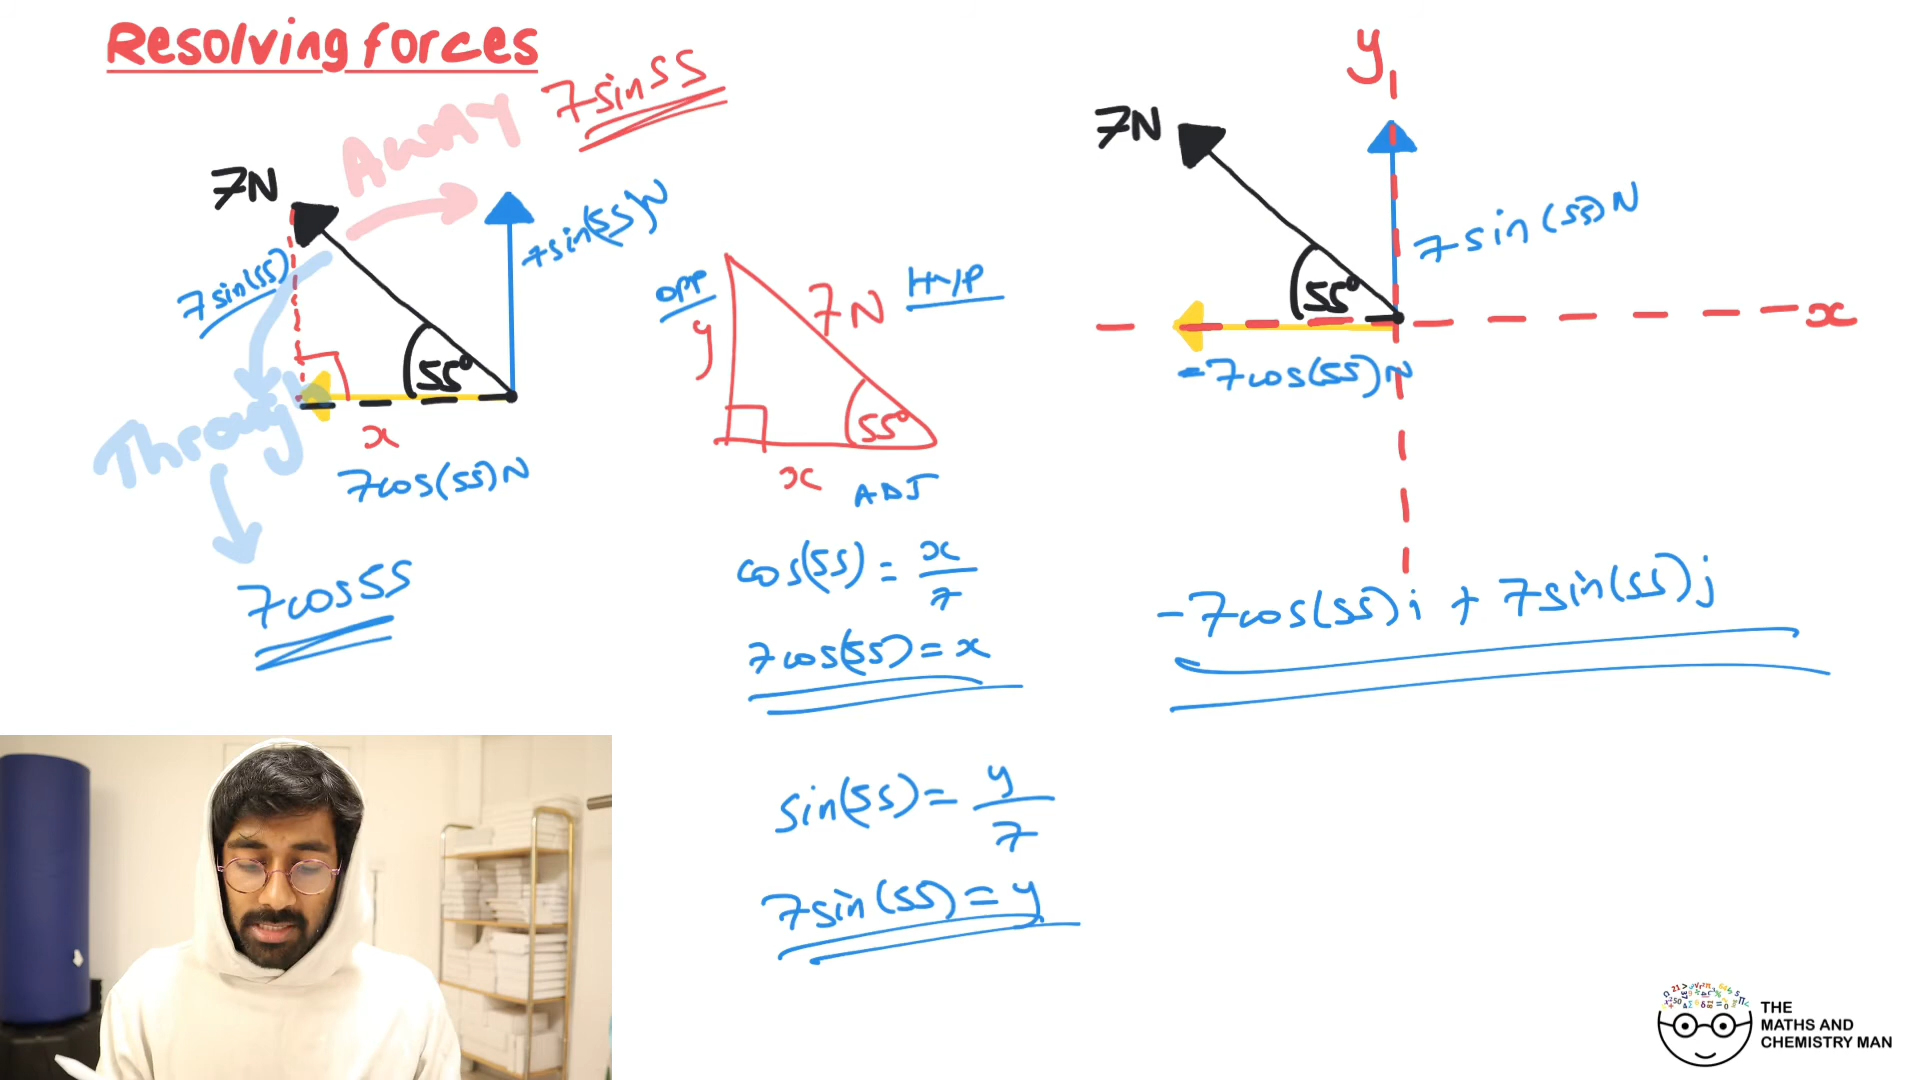 Resolving forces
7sin55
AWAY
7N
7sin(55)N
7sin(55)
55°
x
7cos(55)N
Through
7cos55
OPP
y
7N
HYP
55°
x
ADJ
cos(55) = x/7
7cos(55) = x
sin(55) = y/7
7sin(55) = y
y
7N
7sin(55)N
55°
x
-7cos(55)N
-7cos(55)i + 7sin(55)j
THE
MATHS AND
CHEMISTRY MAN